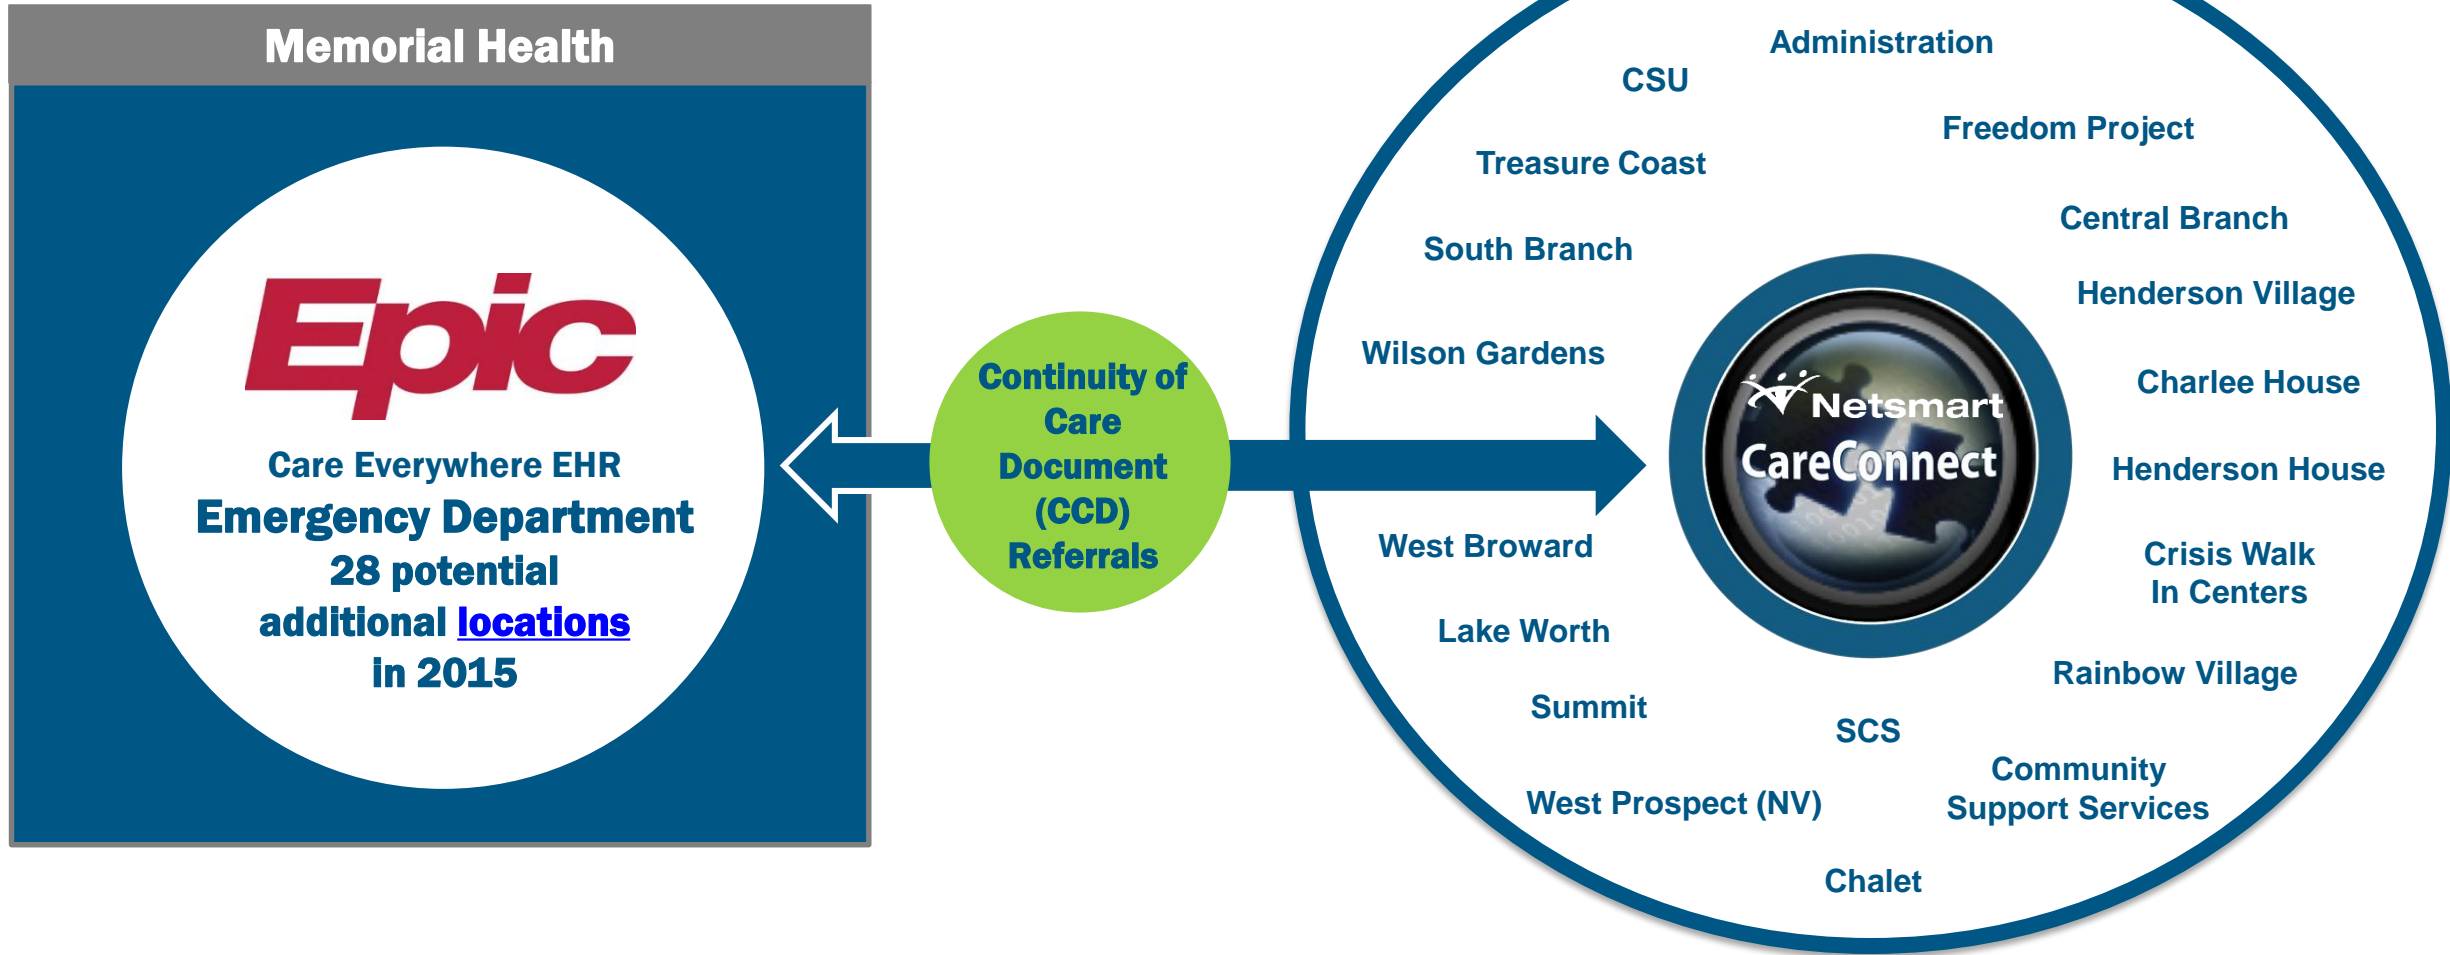 Memorial Health
Epic
Care Everywhere EHR
Emergency Department
28 potential
additional locations
in 2015
Continuity of
Care
Document
(CCD)
Referrals
Administration
CSU
Freedom Project
Treasure Coast
Central Branch
South Branch
Henderson Village
Wilson Gardens
Charlee House
Netsmart
CareConnect
Henderson House
West Broward
Crisis Walk
In Centers
Lake Worth
Rainbow Village
Summit
SCS
Community
Support Services
West Prospect (NV)
Chalet